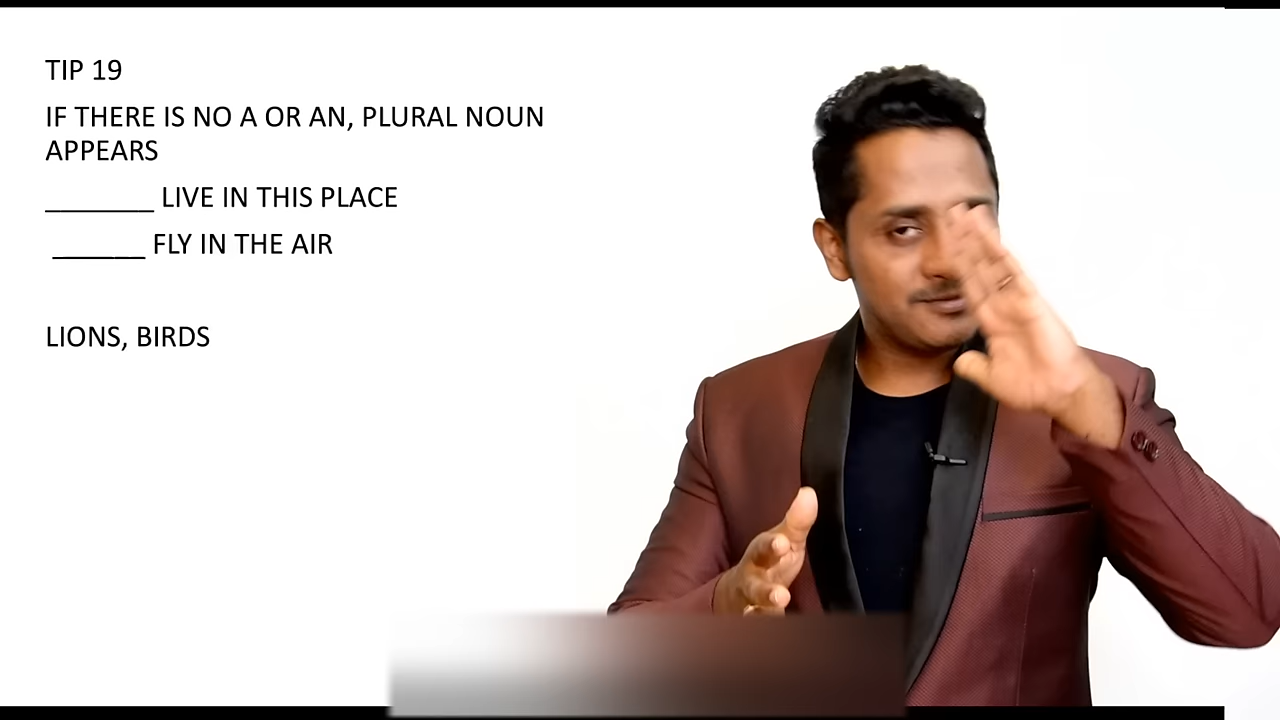 TIP 19
IF THERE IS NO A OR AN, PLURAL NOUN
APPEARS
_______ LIVE IN THIS PLACE
______ FLY IN THE AIR
LIONS, BIRDS